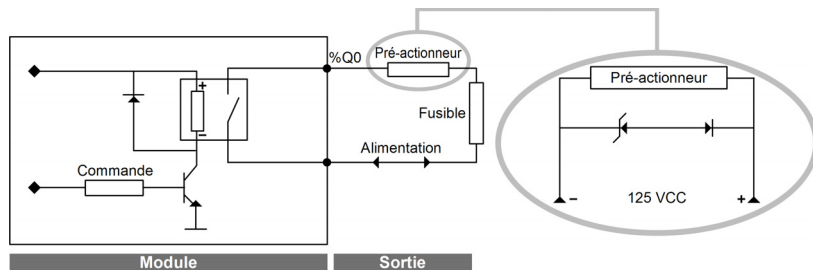 %Q0
Pré-actionneur
+
−
Fusible
Commande
Alimentation
Pré-actionneur
− 125 VCC +
Module
Sortie